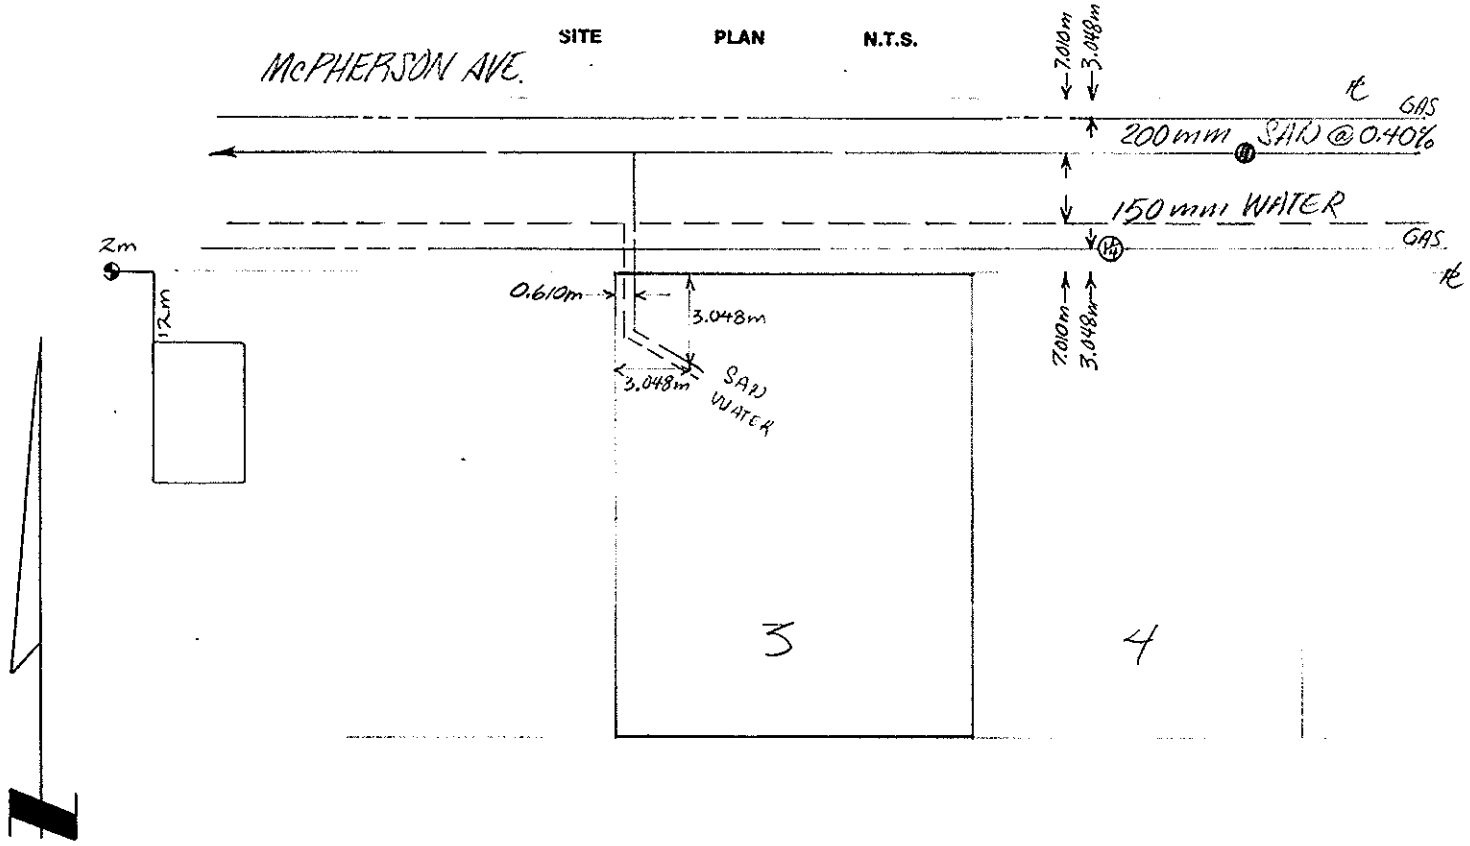 SITE PLAN N.T.S.
McPHERSON AVE.
7.010m
3.048m
GAS
200mm SAN @ 0.40%
150mm WATER
GAS.
2m
12m
0.610m
3.048m
3.048m
SAN
WATER
7.010m
3.048m
3
4